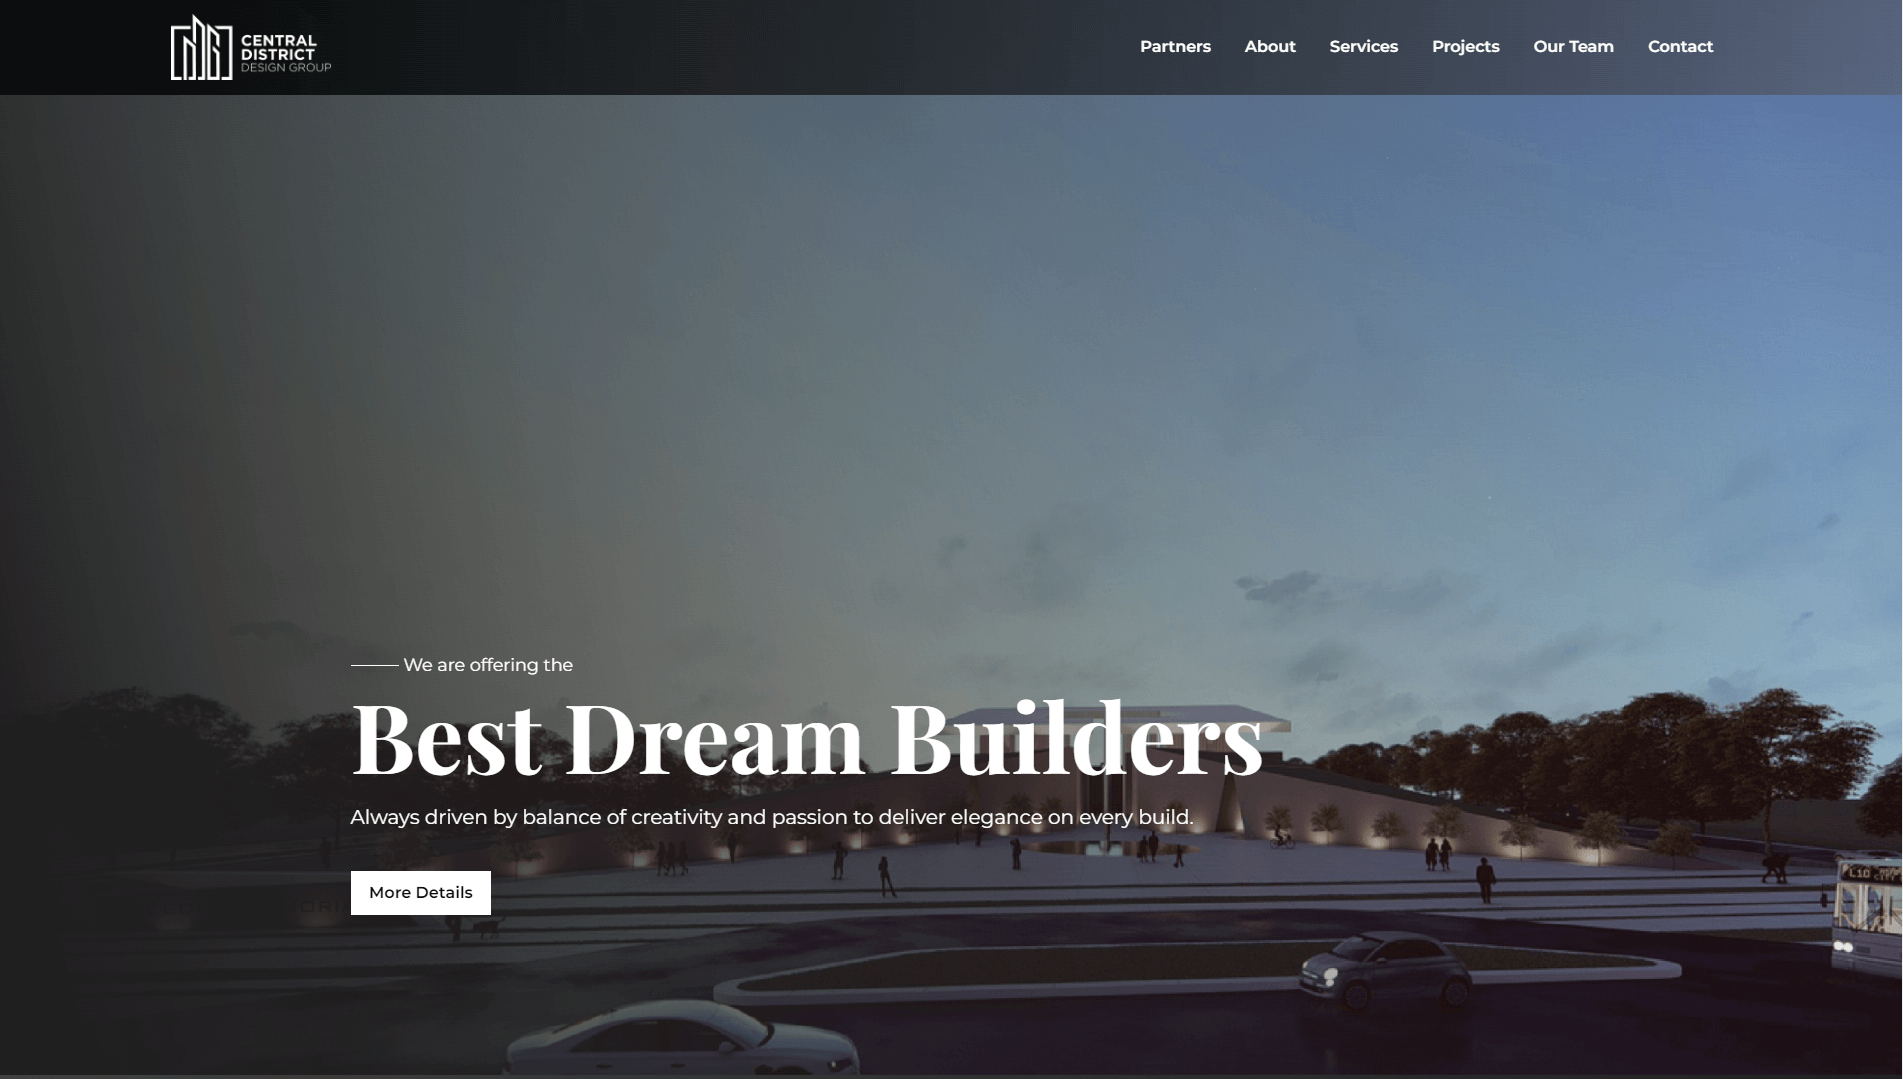 CENTRAL
DISTRICT
DESIGN GROUP
Partners
About
Services
Projects
Our Team
Contact
We are offering the
Best Dream Builders
Always driven by balance of creativity and passion to deliver elegance on every build.
More Details
L10